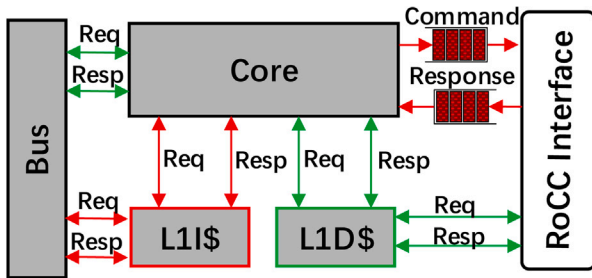 Command
Req
Resp
Core
Response
Bus
RoCC Interface
Req
Resp
Req
Resp
Req
Resp
L1I$
L1D$
Req
Resp